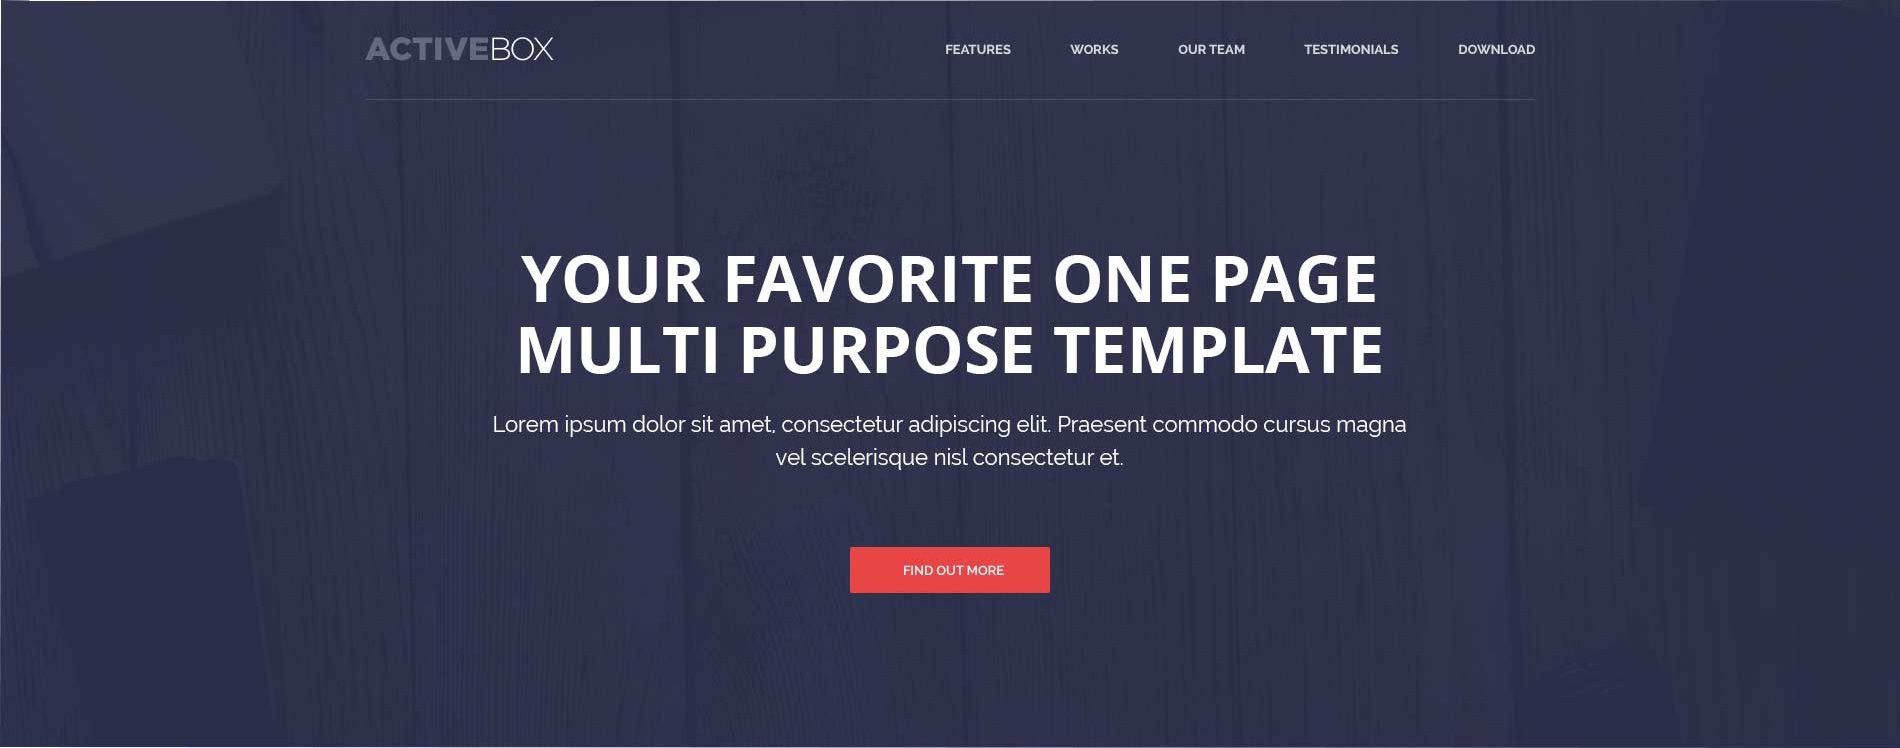 ACTIVEBOX
FEATURES WORKS OUR TEAM TESTIMONIALS DOWNLOAD
YOUR FAVORITE ONE PAGE
MULTI PURPOSE TEMPLATE
Lorem ipsum dolor sit amet, consectetur adipiscing elit. Praesent commodo cursus magna
vel scelerisque nisl consectetur et.
FIND OUT MORE